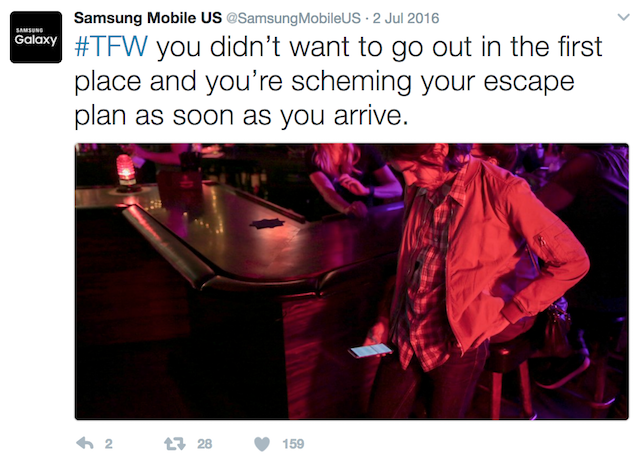 SAMSUNG
Galaxy
Samsung Mobile US @SamsungMobileUS · 2 Jul 2016
#TFW you didn't want to go out in the first
place and you're scheming your escape
plan as soon as you arrive.
2 28 159